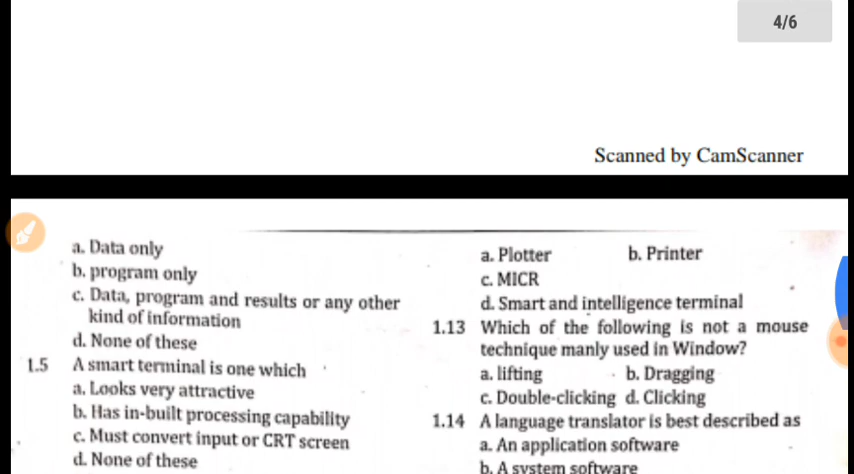 4/6
Scanned by CamScanner
a. Data only
b. program only
c. Data, program and results or any other
kind of information
d. None of these
1.5 A smart terminal is one which
a. Looks very attractive
b. Has in-built processing capability
c. Must convert input or CRT screen
d. None of these
a. Plotter b. Printer
c. MICR
d. Smart and intelligence terminal
1.13 Which of the following is not a mouse
technique manly used in Window?
a. lifting b. Dragging
c. Double-clicking d. Clicking
1.14 A language translator is best described as
a. An application software
b. A system software